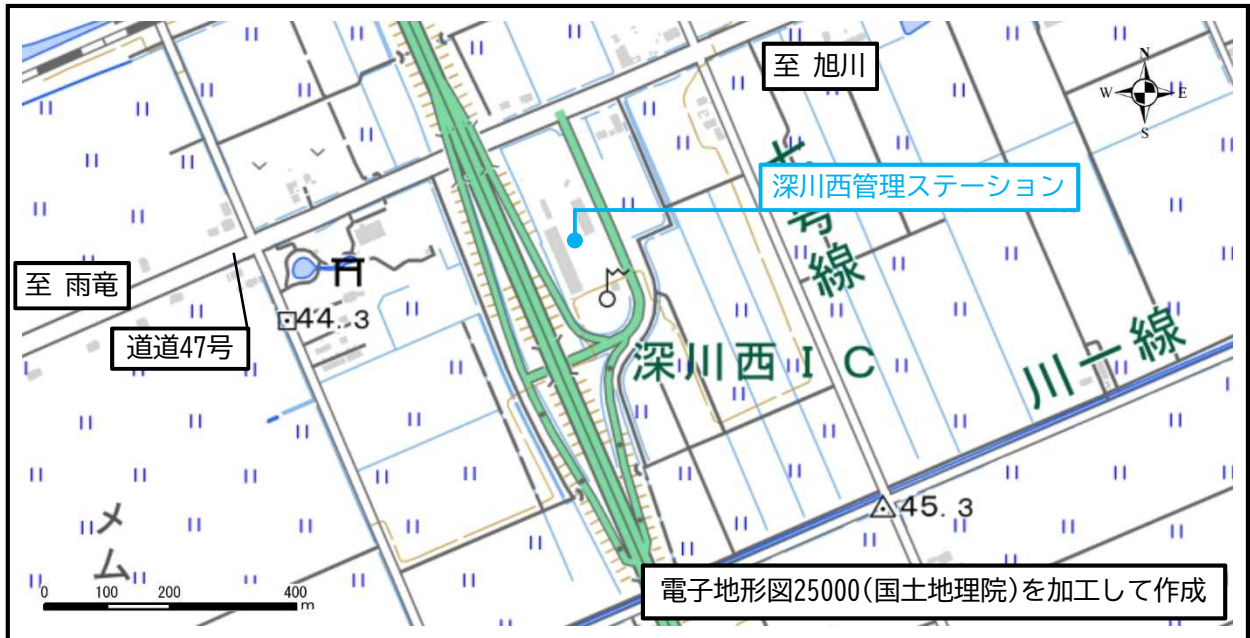 至 旭川
N
W
E
S
七号線
深川西管理ステーション
至 雨竜
44.3
道道47号
深川西IC
川一線
45.3
メム
0 100 200 400
m
電子地形図25000(国土地理院)を加工して作成